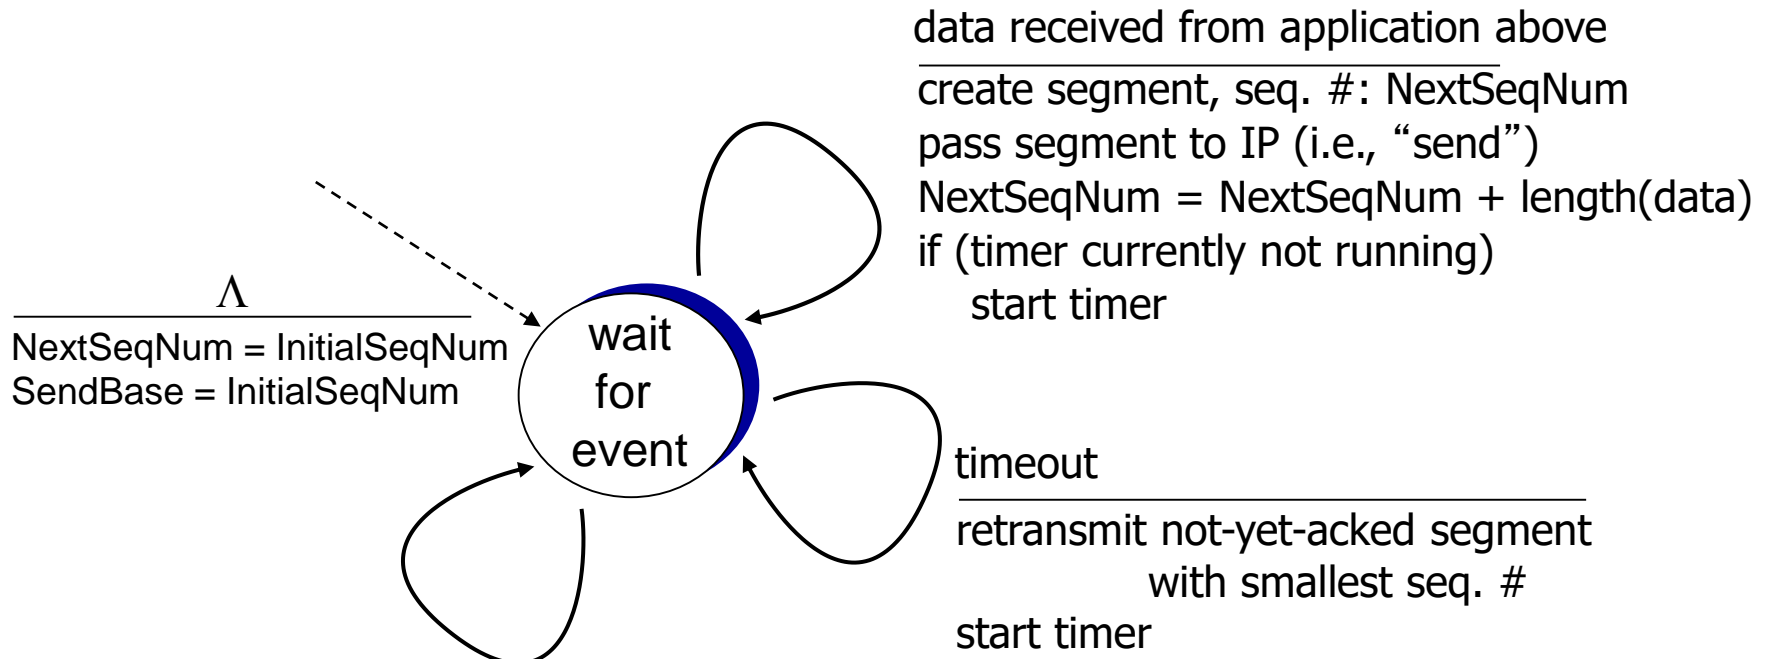 data received from application above
create segment, seq. #: NextSeqNum
pass segment to IP (i.e., “send”)
NextSeqNum = NextSeqNum + length(data)
if (timer currently not running)
start timer
Λ
NextSeqNum = InitialSeqNum
SendBase = InitialSeqNum
wait
for
event
timeout
retransmit not-yet-acked segment
with smallest seq. #
start timer